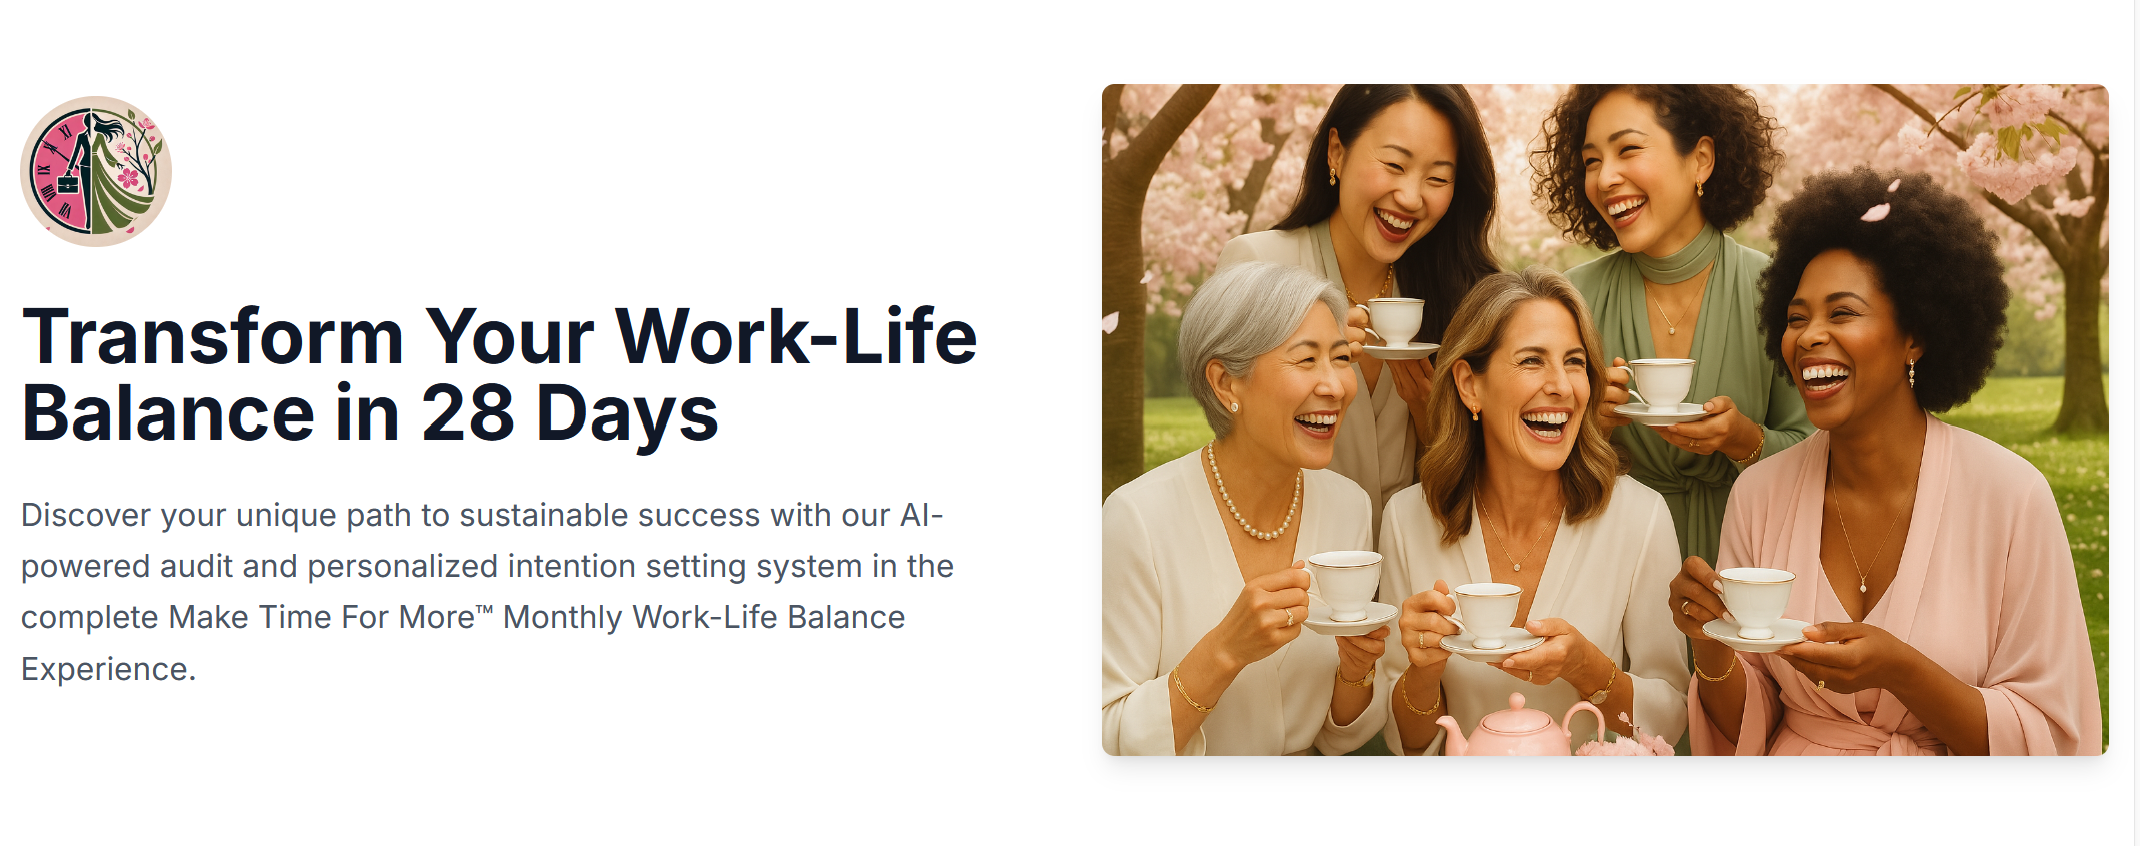 Transform Your Work-Life
Balance in 28 Days
Discover your unique path to sustainable success with our AI-
powered audit and personalized intention setting system in the
complete Make Time For More™ Monthly Work-Life Balance
Experience.